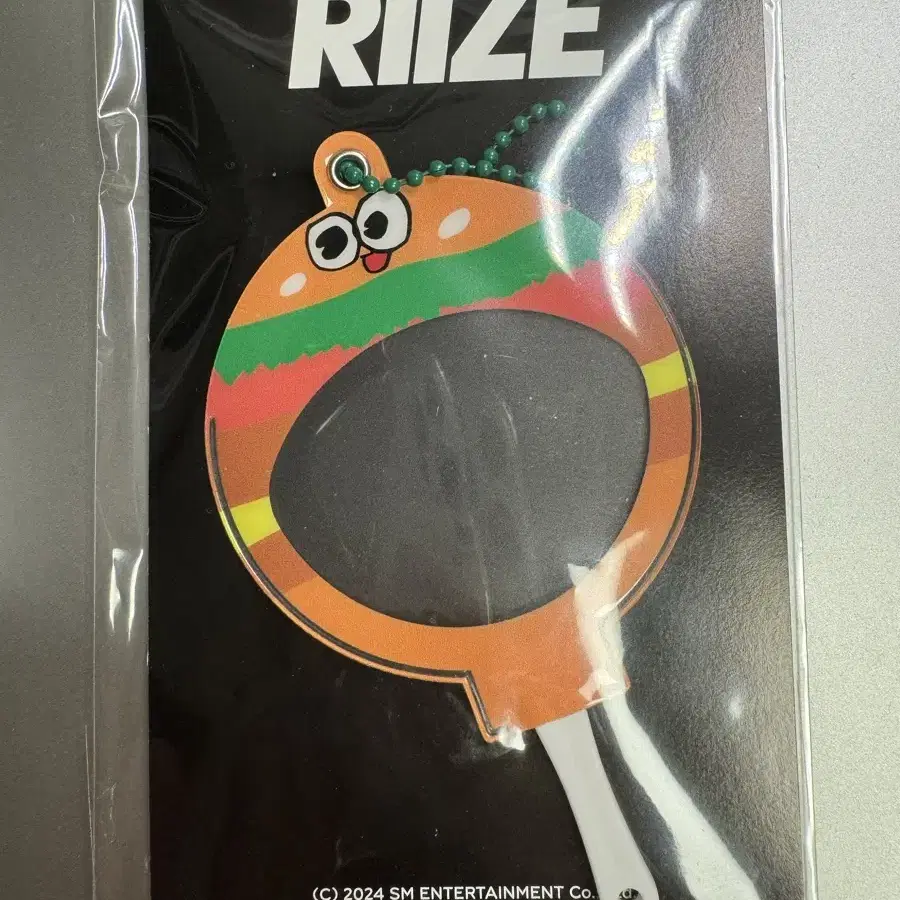 RIIZE
(C) 2024 SM ENTERTAINMENT Co.